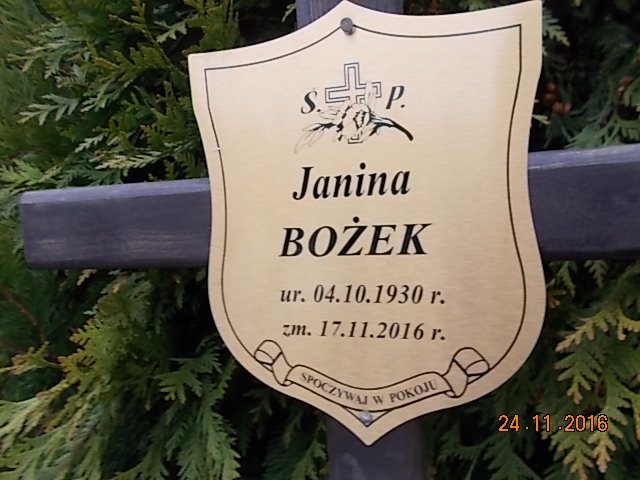 Ś. P.
Janina
BOŻEK
ur. 04.10.1930 r.
zm. 17.11.2016 r.
SPOCZYWAJ W POKOJU
24.11.2016